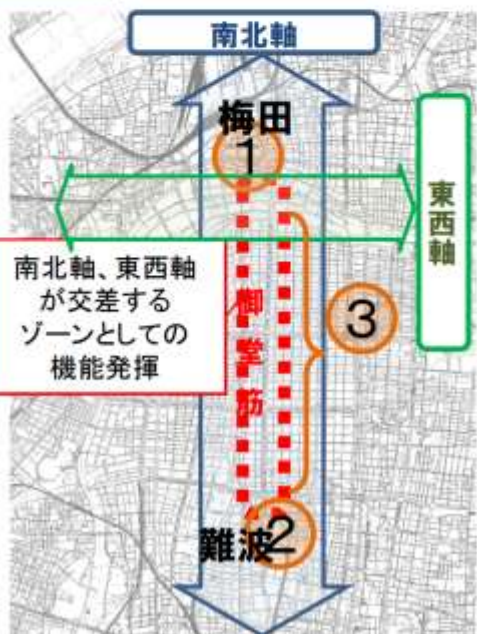 南北軸
梅田
①
東西軸
南北軸、東西軸
が交差する
ゾーンとしての
機能発揮
御堂筋
③
難波
②